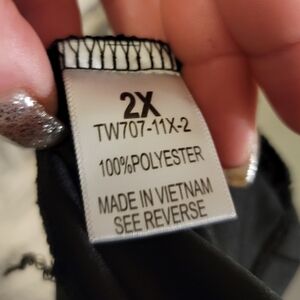 2X
TW707-11X-2
100%POLYESTER
MADE IN VIETNAM
SEE REVERSE